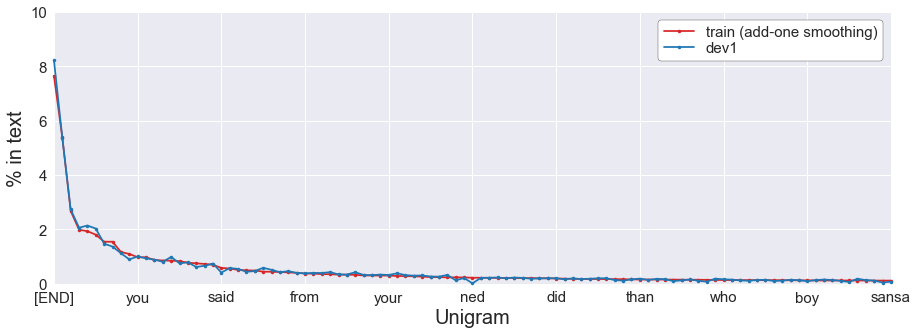 10
train (add-one smoothing)
dev1
8
6
4
2
0
% in text
[END] you said from your ned did than who boy sansa
Unigram